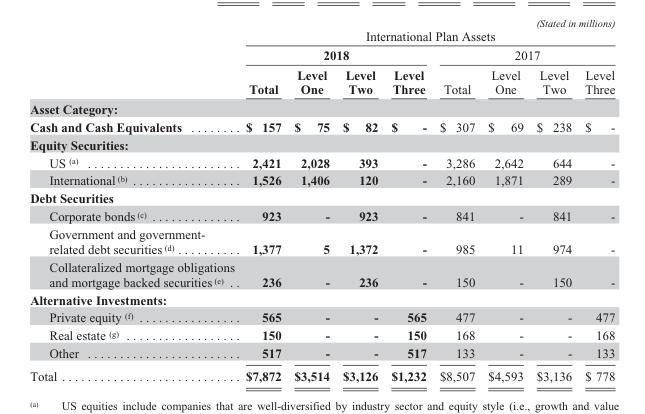 (Stated in millions)
International Plan Assets
2018 2017
Level Level Level Level Level Level
Total One Two Three Total One Two Three
Asset Category:
Cash and Cash Equivalents ........ $ 157 $ 75 $ 82 $ - $ 307 $ 69 $ 238 $ -
Equity Securities:
US (a) ...................... 2,421 2,028 393 - 3,286 2,642 644 -
International (b) ............... 1,526 1,406 120 - 2,160 1,871 289 -
Debt Securities
Corporate bonds (c) .............. 923 - 923 - 841 - 841 -
Government and government-
related debt securities (d) ......... 1,377 5 1,372 - 985 11 974 -
Collateralized mortgage obligations
and mortgage backed securities (e) .. 236 - 236 - 150 - 150 -
Alternative Investments:
Private equity (f) ............... 565 - - 565 477 - - 477
Real estate (g) ................. 150 - - 150 168 - - 168
Other ...................... 517 - - 517 133 - - 133
Total .......................... $7,872 $3,514 $3,126 $1,232 $8,507 $4,593 $3,136 $ 778
(a) US equities include companies that are well-diversified by industry sector and equity style (i.e., growth and value